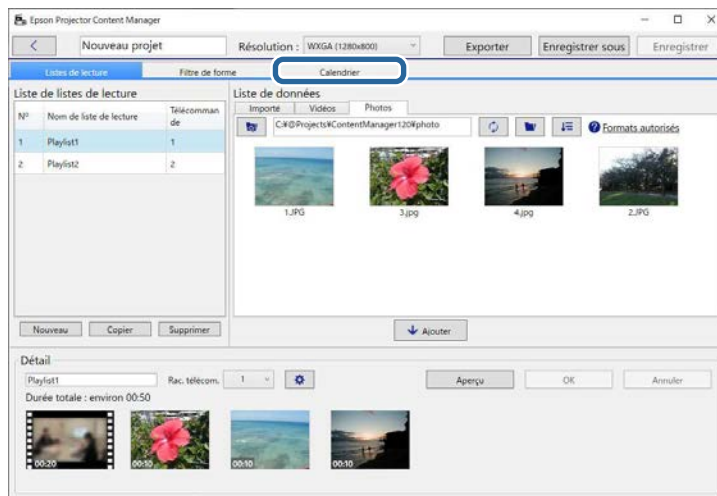 Epson Projector Content Manager
Nouveau projet
Résolution : WXGA (1280x800)
Exporter
Enregistrer sous
Enregistrer
Listes de lecture
Filtre de forme
Calendrier
Liste de listes de lecture
Nº
Nom de liste de lecture
Télécomman
de
1 Playlist1 1
2 Playlist2 2
Nouveau
Copier
Supprimer
Liste de données
Importé
Vidéos
Photos
C:¥@Projects¥ContentManager120¥photo
Formats autorisés
1.JPG
3.jpg
4.jpg
2.JPG
Ajouter
Détail
Playlist1
Rac. télécom.
1
Aperçu
OK
Annuler
Durée totale : environ 00:50
00:20
00:10
00:10
00:10